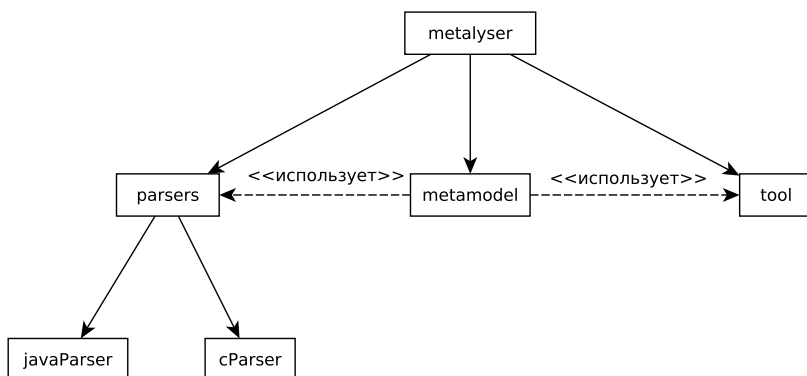 metalyser
<<использует>>
<<использует>>
parsers
metamodel
tool
javaParser
cParser